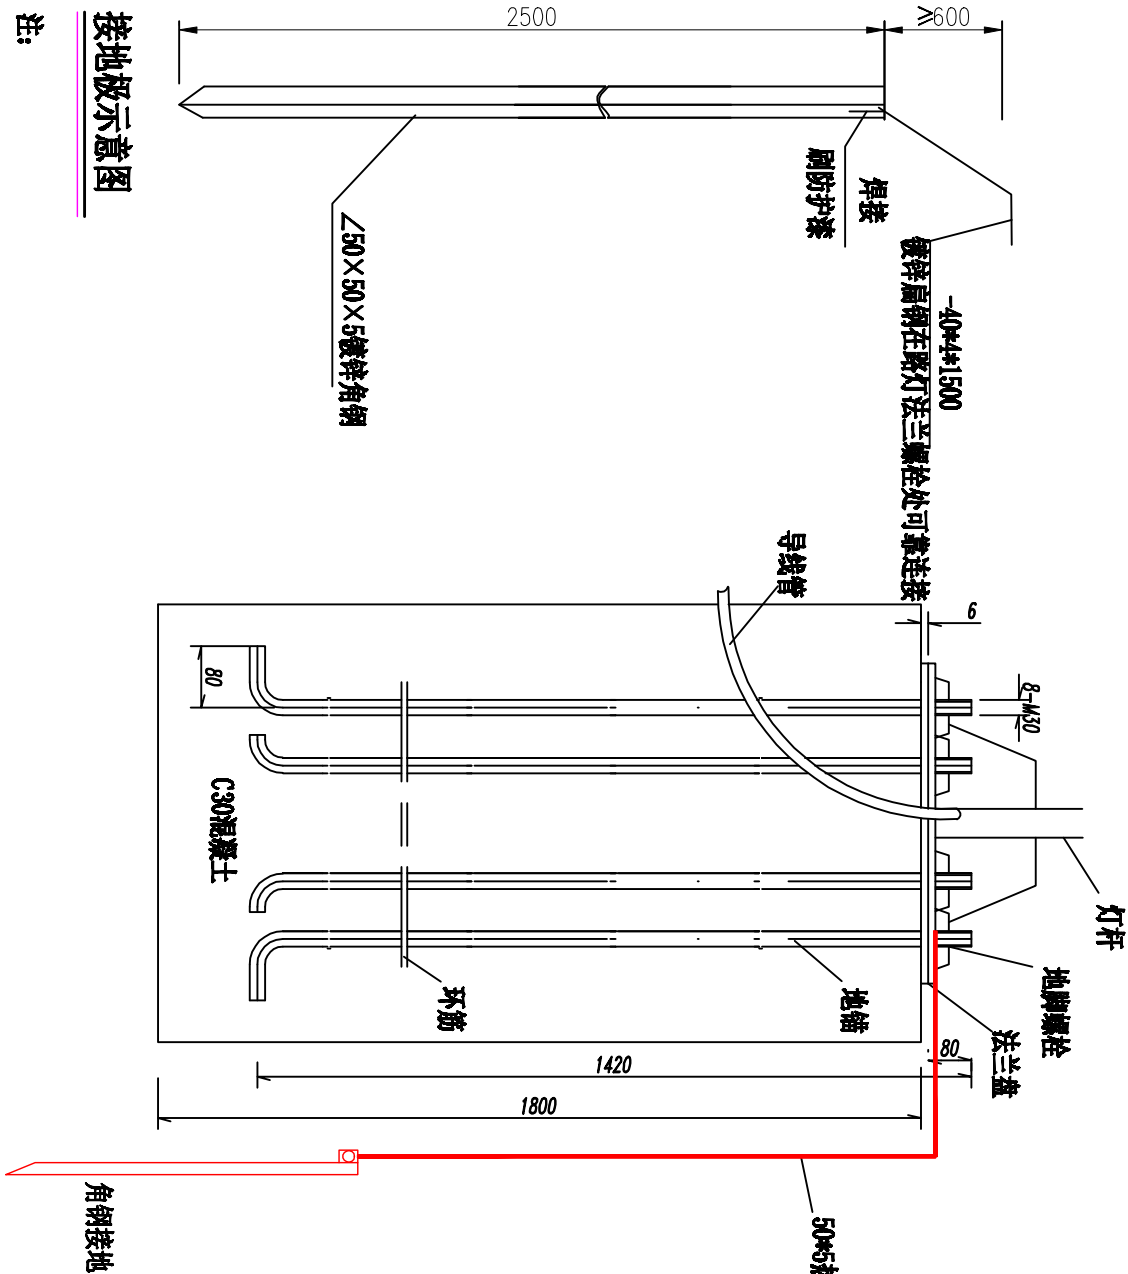 2500
≥600
焊接
刷防护漆
∠50×50×5镀锌角钢
-40*4*1500
镀锌扁钢在路灯法兰螺栓处可靠连接
接地极示意图
注:
导线管
6
8-M30
80
C30混凝土
灯杆
地脚螺栓
法兰盘
地锚
环筋
80
1420
1800
角钢接地
50*5